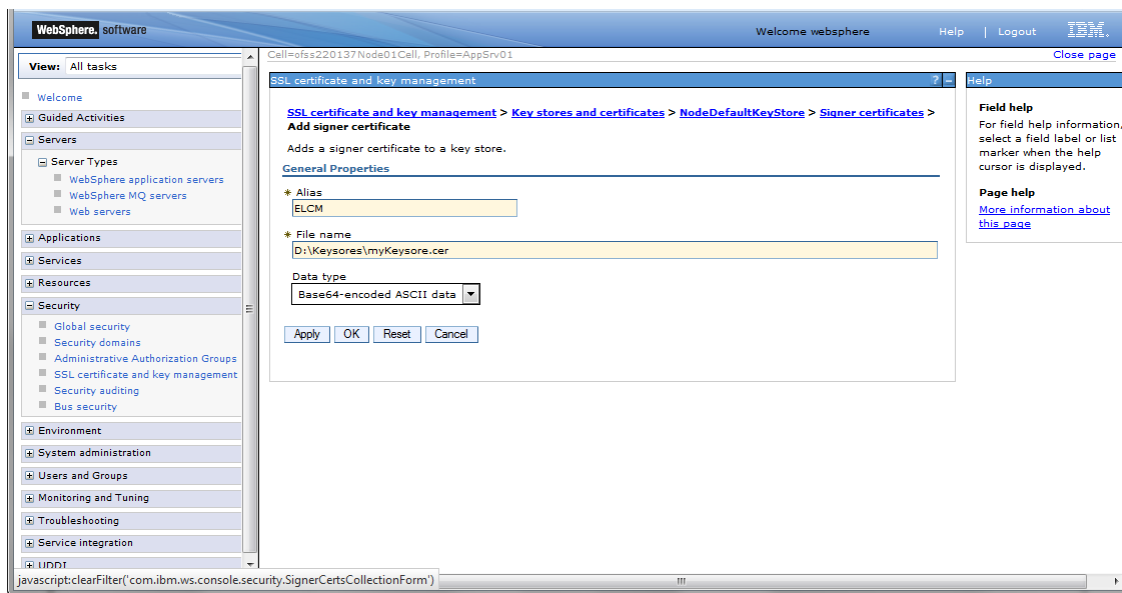 WebSphere. software
Welcome websphere
Help | Logout
IBM.
View: All tasks
Cell=ofss220137Node01Cell, Profile=AppSrv01
Close page
Welcome
Guided Activities
Servers
Server Types
WebSphere application servers
WebSphere MQ servers
Web servers
Applications
Services
Resources
Security
Global security
Security domains
Administrative Authorization Groups
SSL certificate and key management
Security auditing
Bus security
Environment
System administration
Users and Groups
Monitoring and Tuning
Troubleshooting
Service integration
UDDI
javascript:clearFilter('com.ibm.ws.console.security.SignerCertsCollectionForm')
SSL certificate and key management ? –
SSL certificate and key management > Key stores and certificates > NodeDefaultKeyStore > Signer certificates >
Add signer certificate
Adds a signer certificate to a key store.
General Properties
* Alias
ELCM
* File name
D:\Keysores\myKeysore.cer
Data type
Base64-encoded ASCII data
Apply OK Reset Cancel
Help
Field help
For field help information,
select a field label or list
marker when the help
cursor is displayed.
Page help
More information about
this page